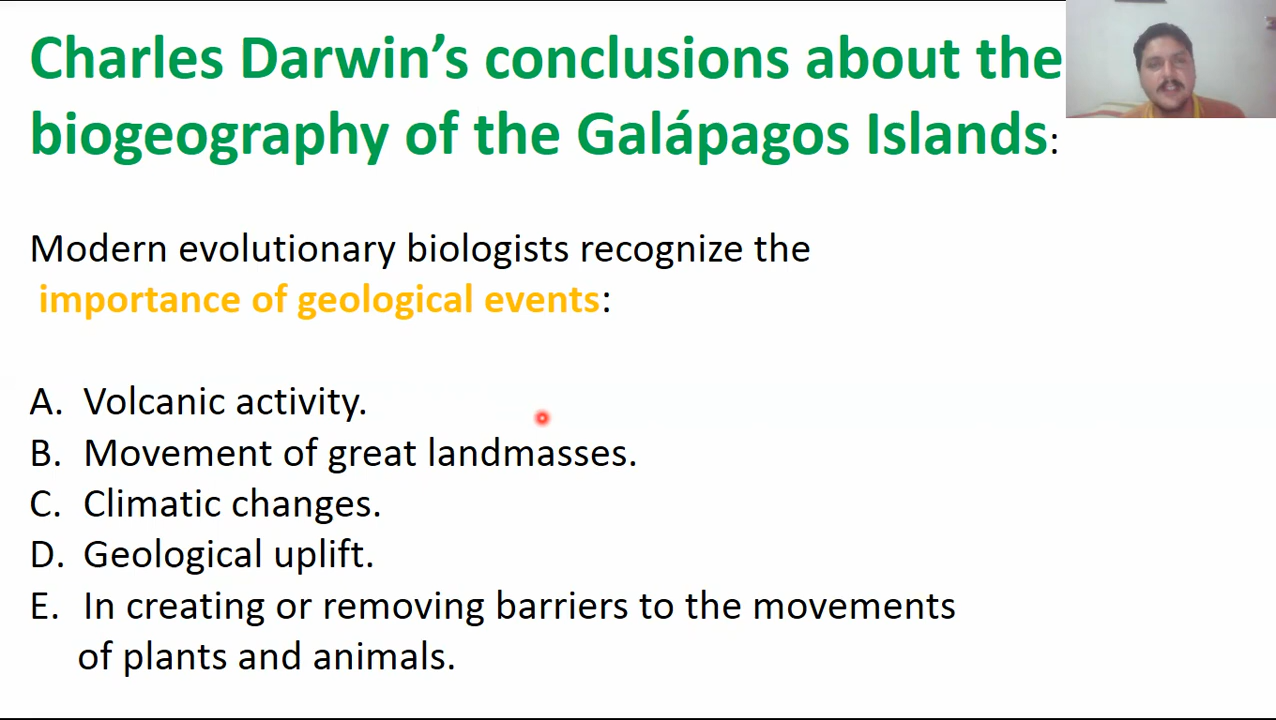 Charles Darwin’s conclusions about the
biogeography of the Galápagos Islands:
Modern evolutionary biologists recognize the
importance of geological events:
A. Volcanic activity.
B. Movement of great landmasses.
C. Climatic changes.
D. Geological uplift.
E. In creating or removing barriers to the movements
of plants and animals.